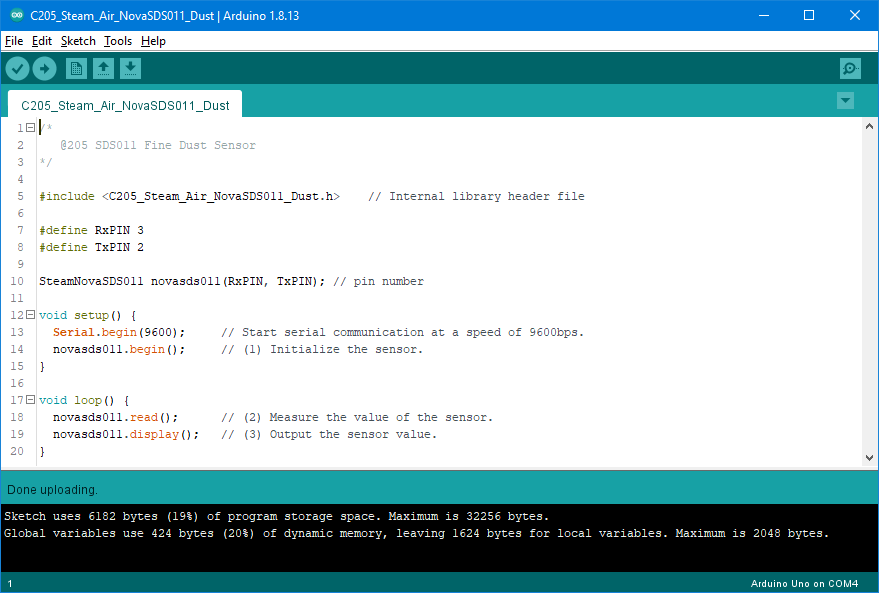 C205_Steam_Air_NovaSDS011_Dust | Arduino 1.8.13
File Edit Sketch Tools Help
C205_Steam_Air_NovaSDS011_Dust
1 /*
2 @205 SDS011 Fine Dust Sensor
3 */
4
5 #include <C205_Steam_Air_NovaSDS011_Dust.h> // Internal library header file
6
7 #define RxPIN 3
8 #define TxPIN 2
9
10 SteamNovaSDS011 novasds011(RxPIN, TxPIN); // pin number
11
12 void setup() {
13 Serial.begin(9600); // Start serial communication at a speed of 9600bps.
14 novasds011.begin(); // (1) Initialize the sensor.
15 }
16
17 void loop() {
18 novasds011.read(); // (2) Measure the value of the sensor.
19 novasds011.display(); // (3) Output the sensor value.
20 }
Done uploading.
Sketch uses 6182 bytes (19%) of program storage space. Maximum is 32256 bytes.
Global variables use 424 bytes (20%) of dynamic memory, leaving 1624 bytes for local variables. Maximum is 2048 bytes.
1 Arduino Uno on COM4